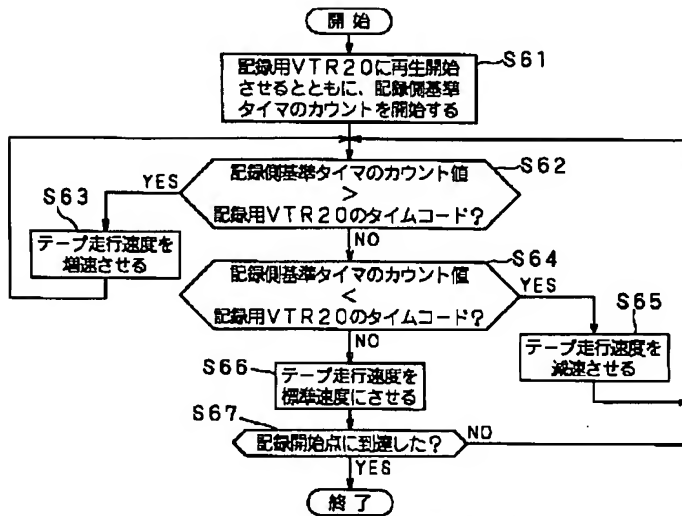 開始
S61
記録用VTR20に再生開始
させるとともに、記録側基準
タイマのカウントを開始する
S62
記録側基準タイマのカウント値
>
記録用VTR20のタイムコード?
YES
NO
S63
テープ走行速度を
増速させる
S64
記録側基準タイマのカウント値
<
記録用VTR20のタイムコード?
YES
NO
S65
テープ走行速度を
減速させる
S66
テープ走行速度を
標準速度にさせる
S67
記録開始点に到達した?
NO
YES
終了